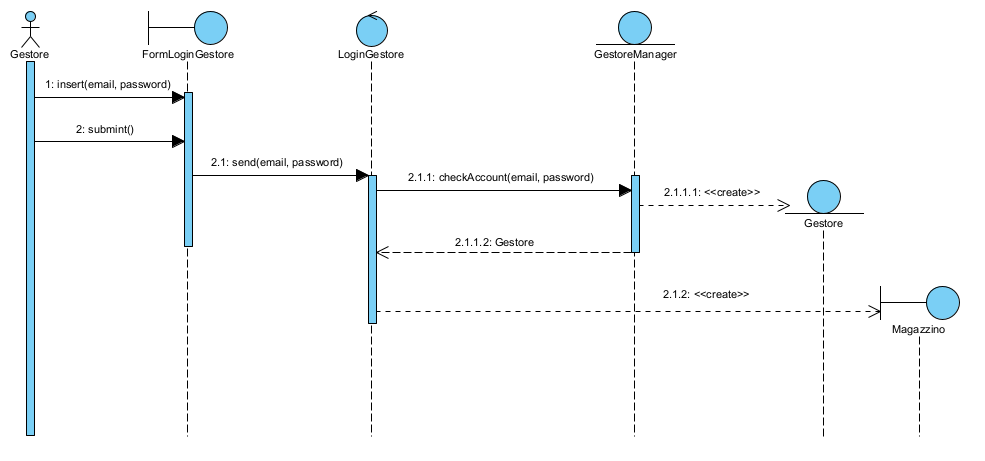 Gestore
FormLoginGestore
LoginGestore
GestoreManager
1: insert(email, password)
2: submint()
2.1: send(email, password)
2.1.1: checkAccount(email, password)
2.1.1.1: <<create>>
Gestore
2.1.1.2: Gestore
2.1.2: <<create>>
Magazzino